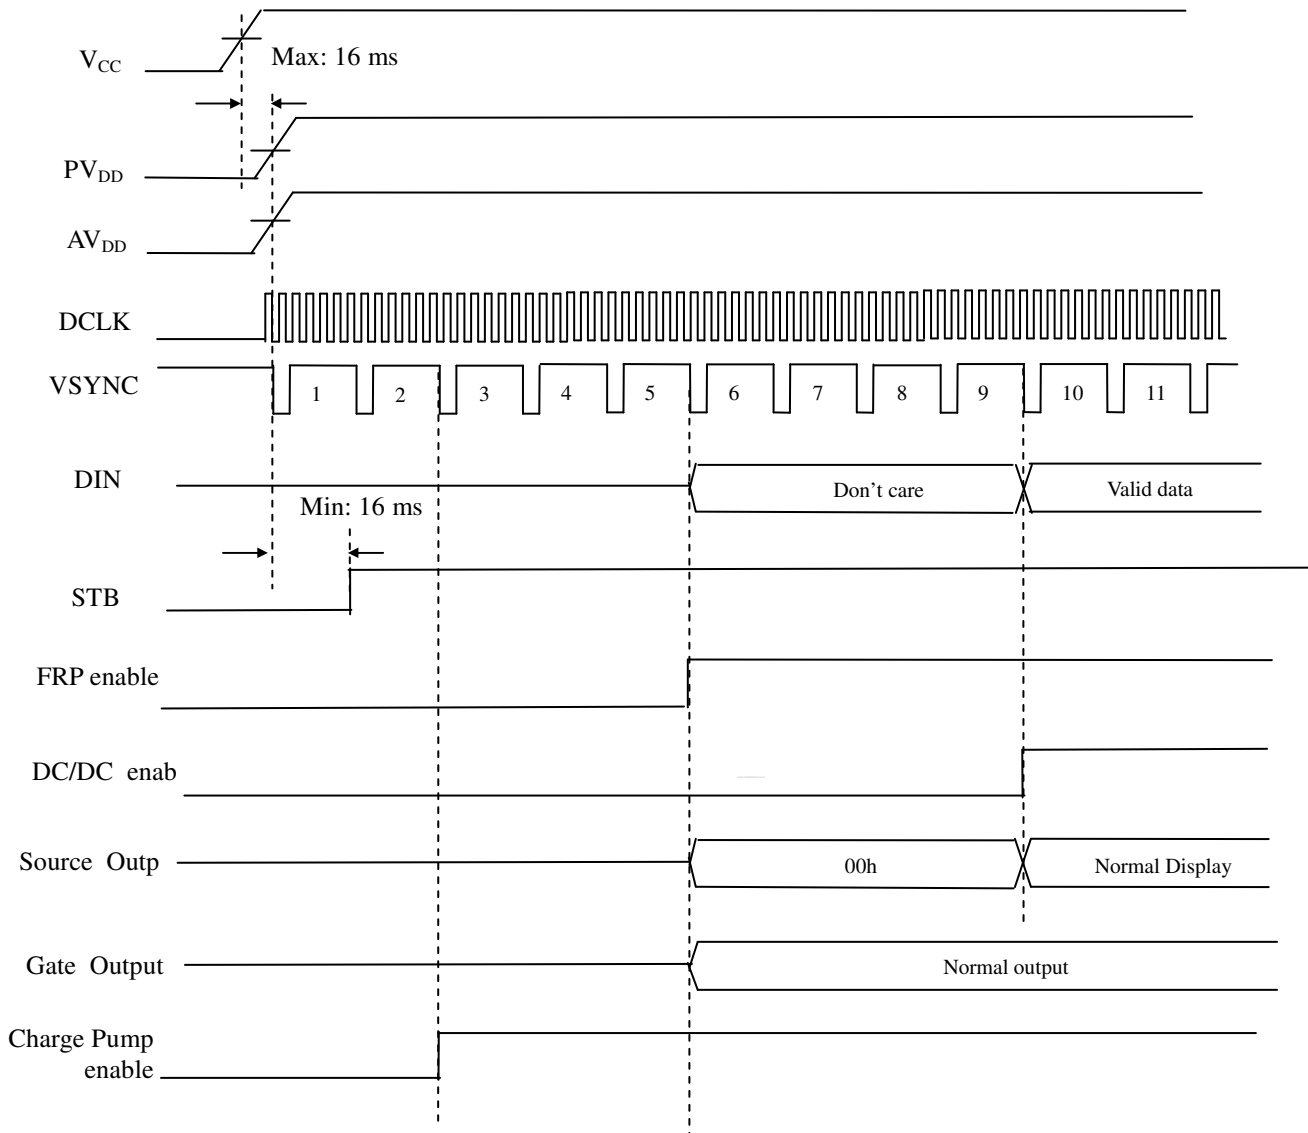 Max: 16 ms
VCC
PVDD
AVDD
DCLK
VSYNC
1 2 3 4 5 6 7 8 9 10 11
DIN
Don’t care
Valid data
Min: 16 ms
STB
FRP enable
DC/DC enab
Source Outp
00h
Normal Display
Gate Output
Normal output
Charge Pump
enable